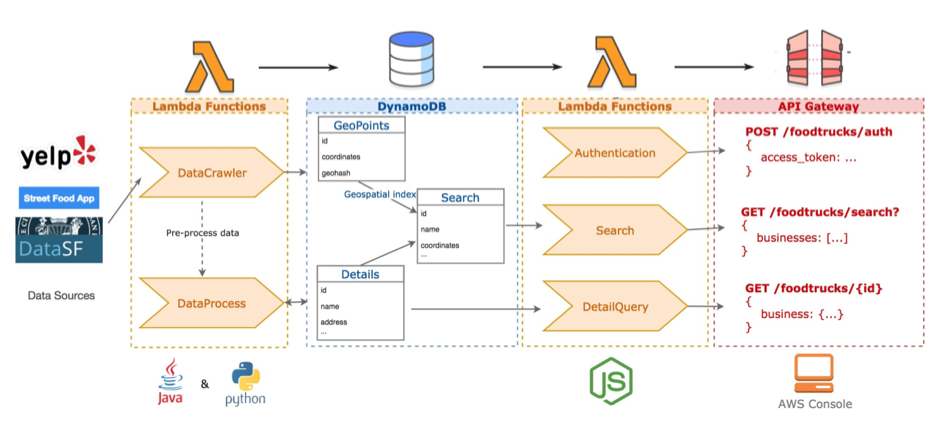 Lambda Functions
DynamoDB
Lambda Functions
API Gateway
yelp
Street Food App
DataSF
Data Sources
DataCrawler
Pre-process data
DataProcess
GeoPoints
id
coordinates
geohash
Geospatial index
Search
id
name
coordinates
...
Details
id
name
address
...
Authentication
Search
DetailQuery
POST /foodtrucks/auth
{
access_token: ...
}
GET /foodtrucks/search?
{
businesses: [...]
}
GET /foodtrucks/{id}
{
business: {...}
}
Java
&
python
JS
AWS Console